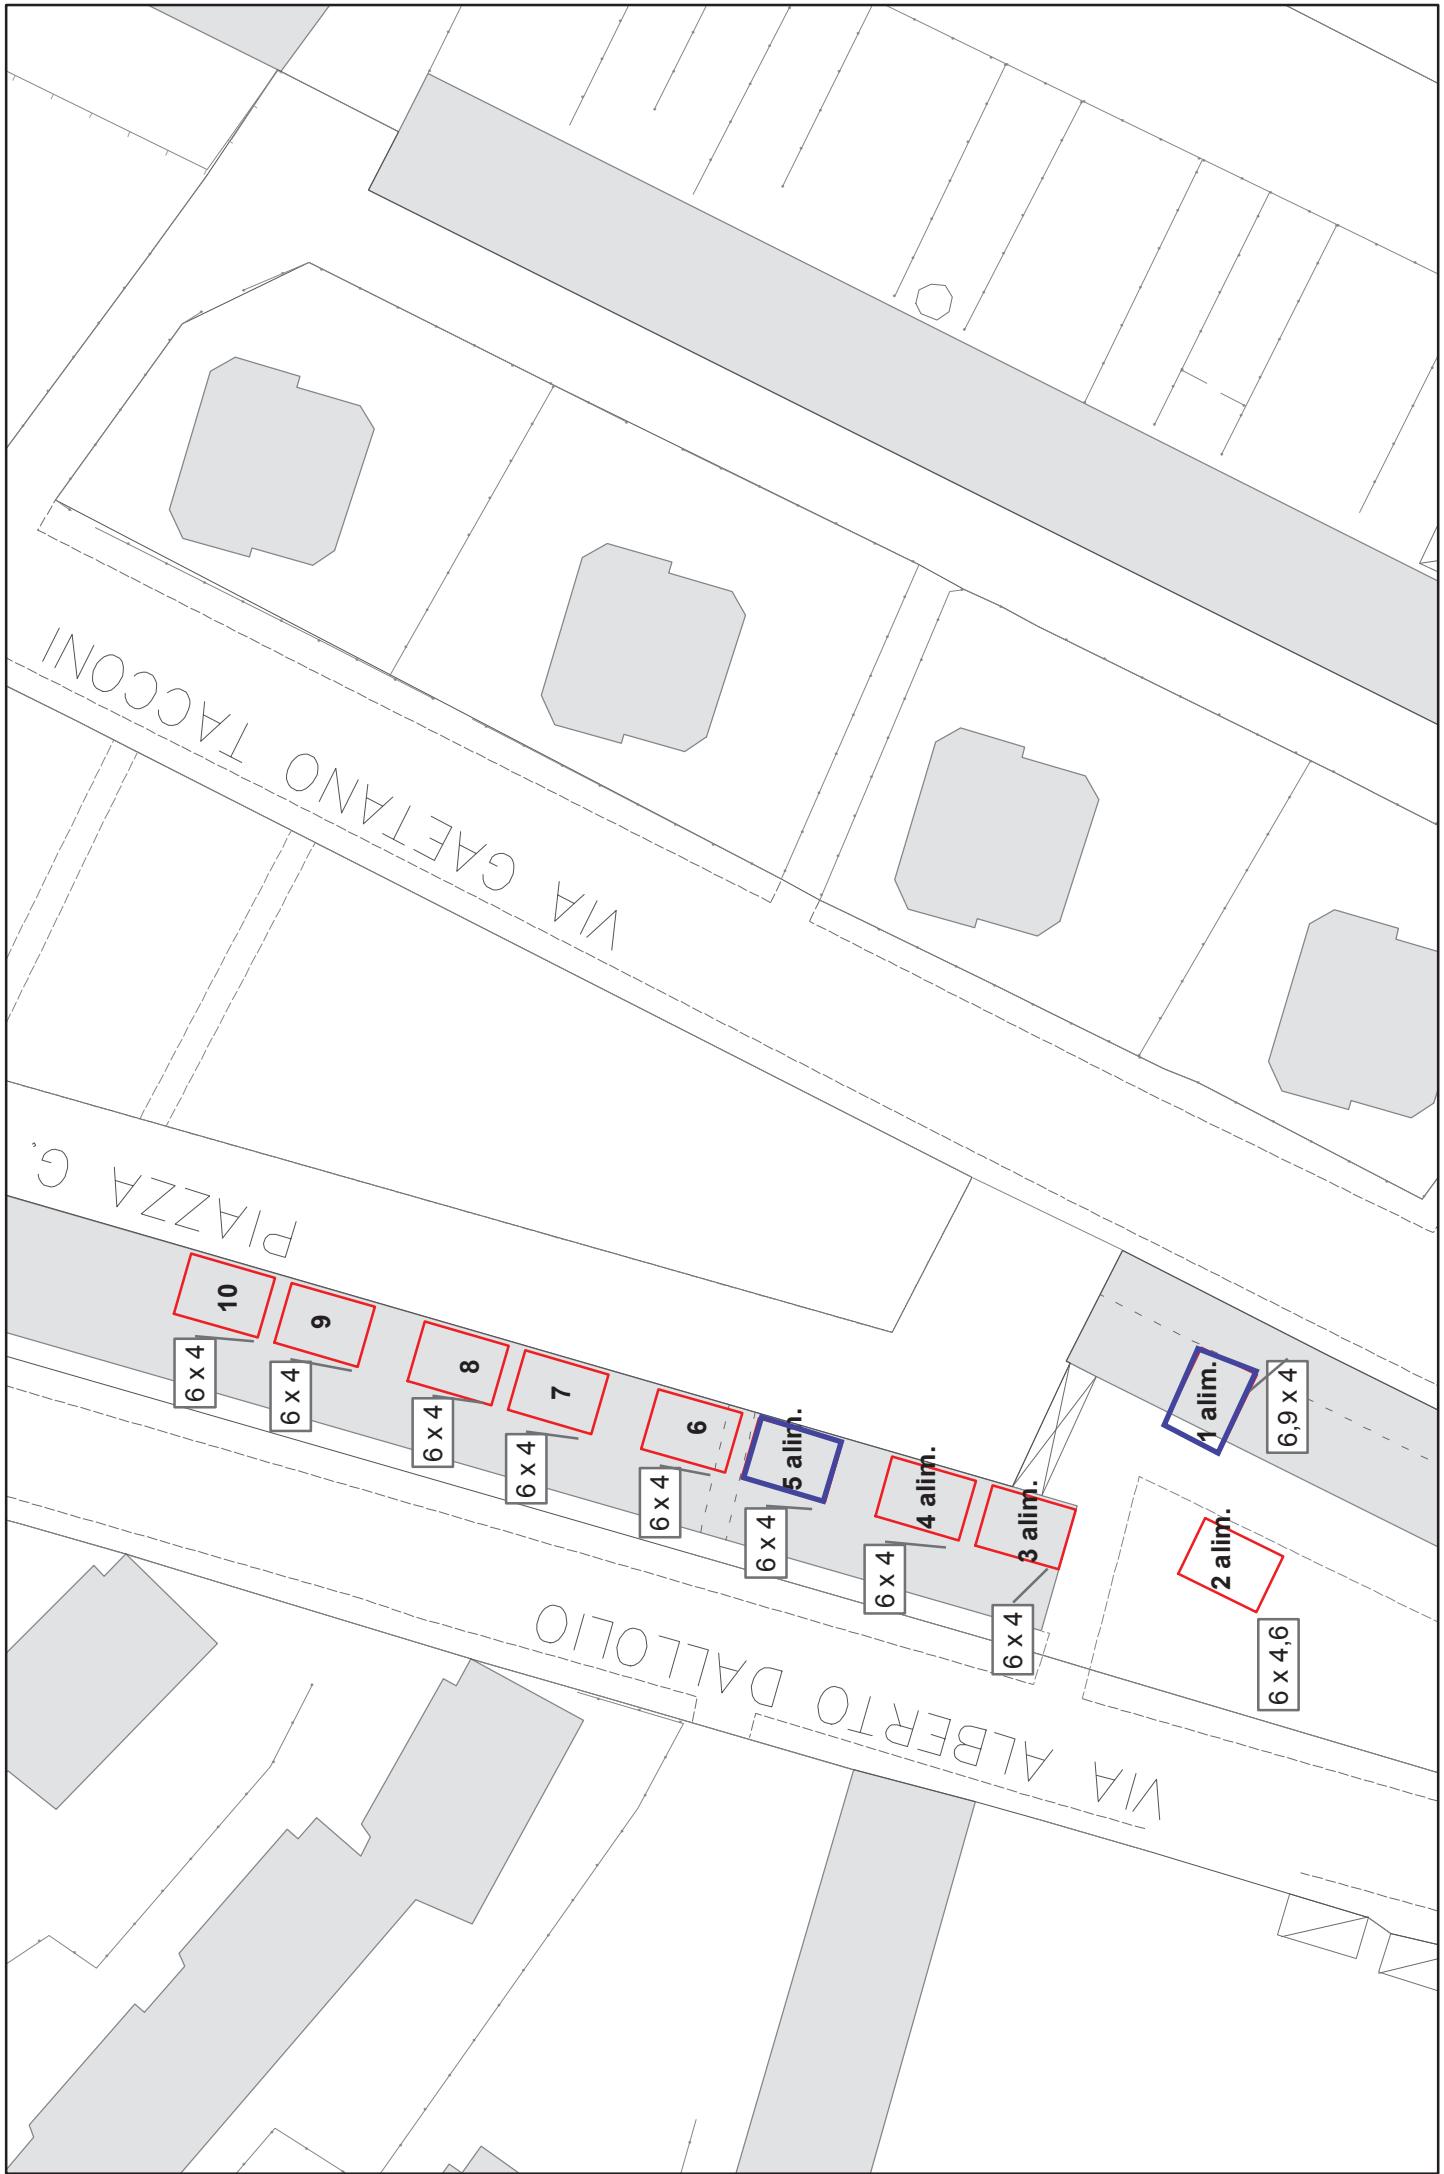 VIA GAETANO TACCONI
PIAZZA G.
VIA ALBERTO DALLOLIO
10
6 x 4
9
6 x 4
8
6 x 4
7
6 x 4
6
6 x 4
5 alim.
6 x 4
4 alim.
6 x 4
3 alim.
6 x 4
2 alim.
6 x 4,6
1 alim.
6,9 x 4